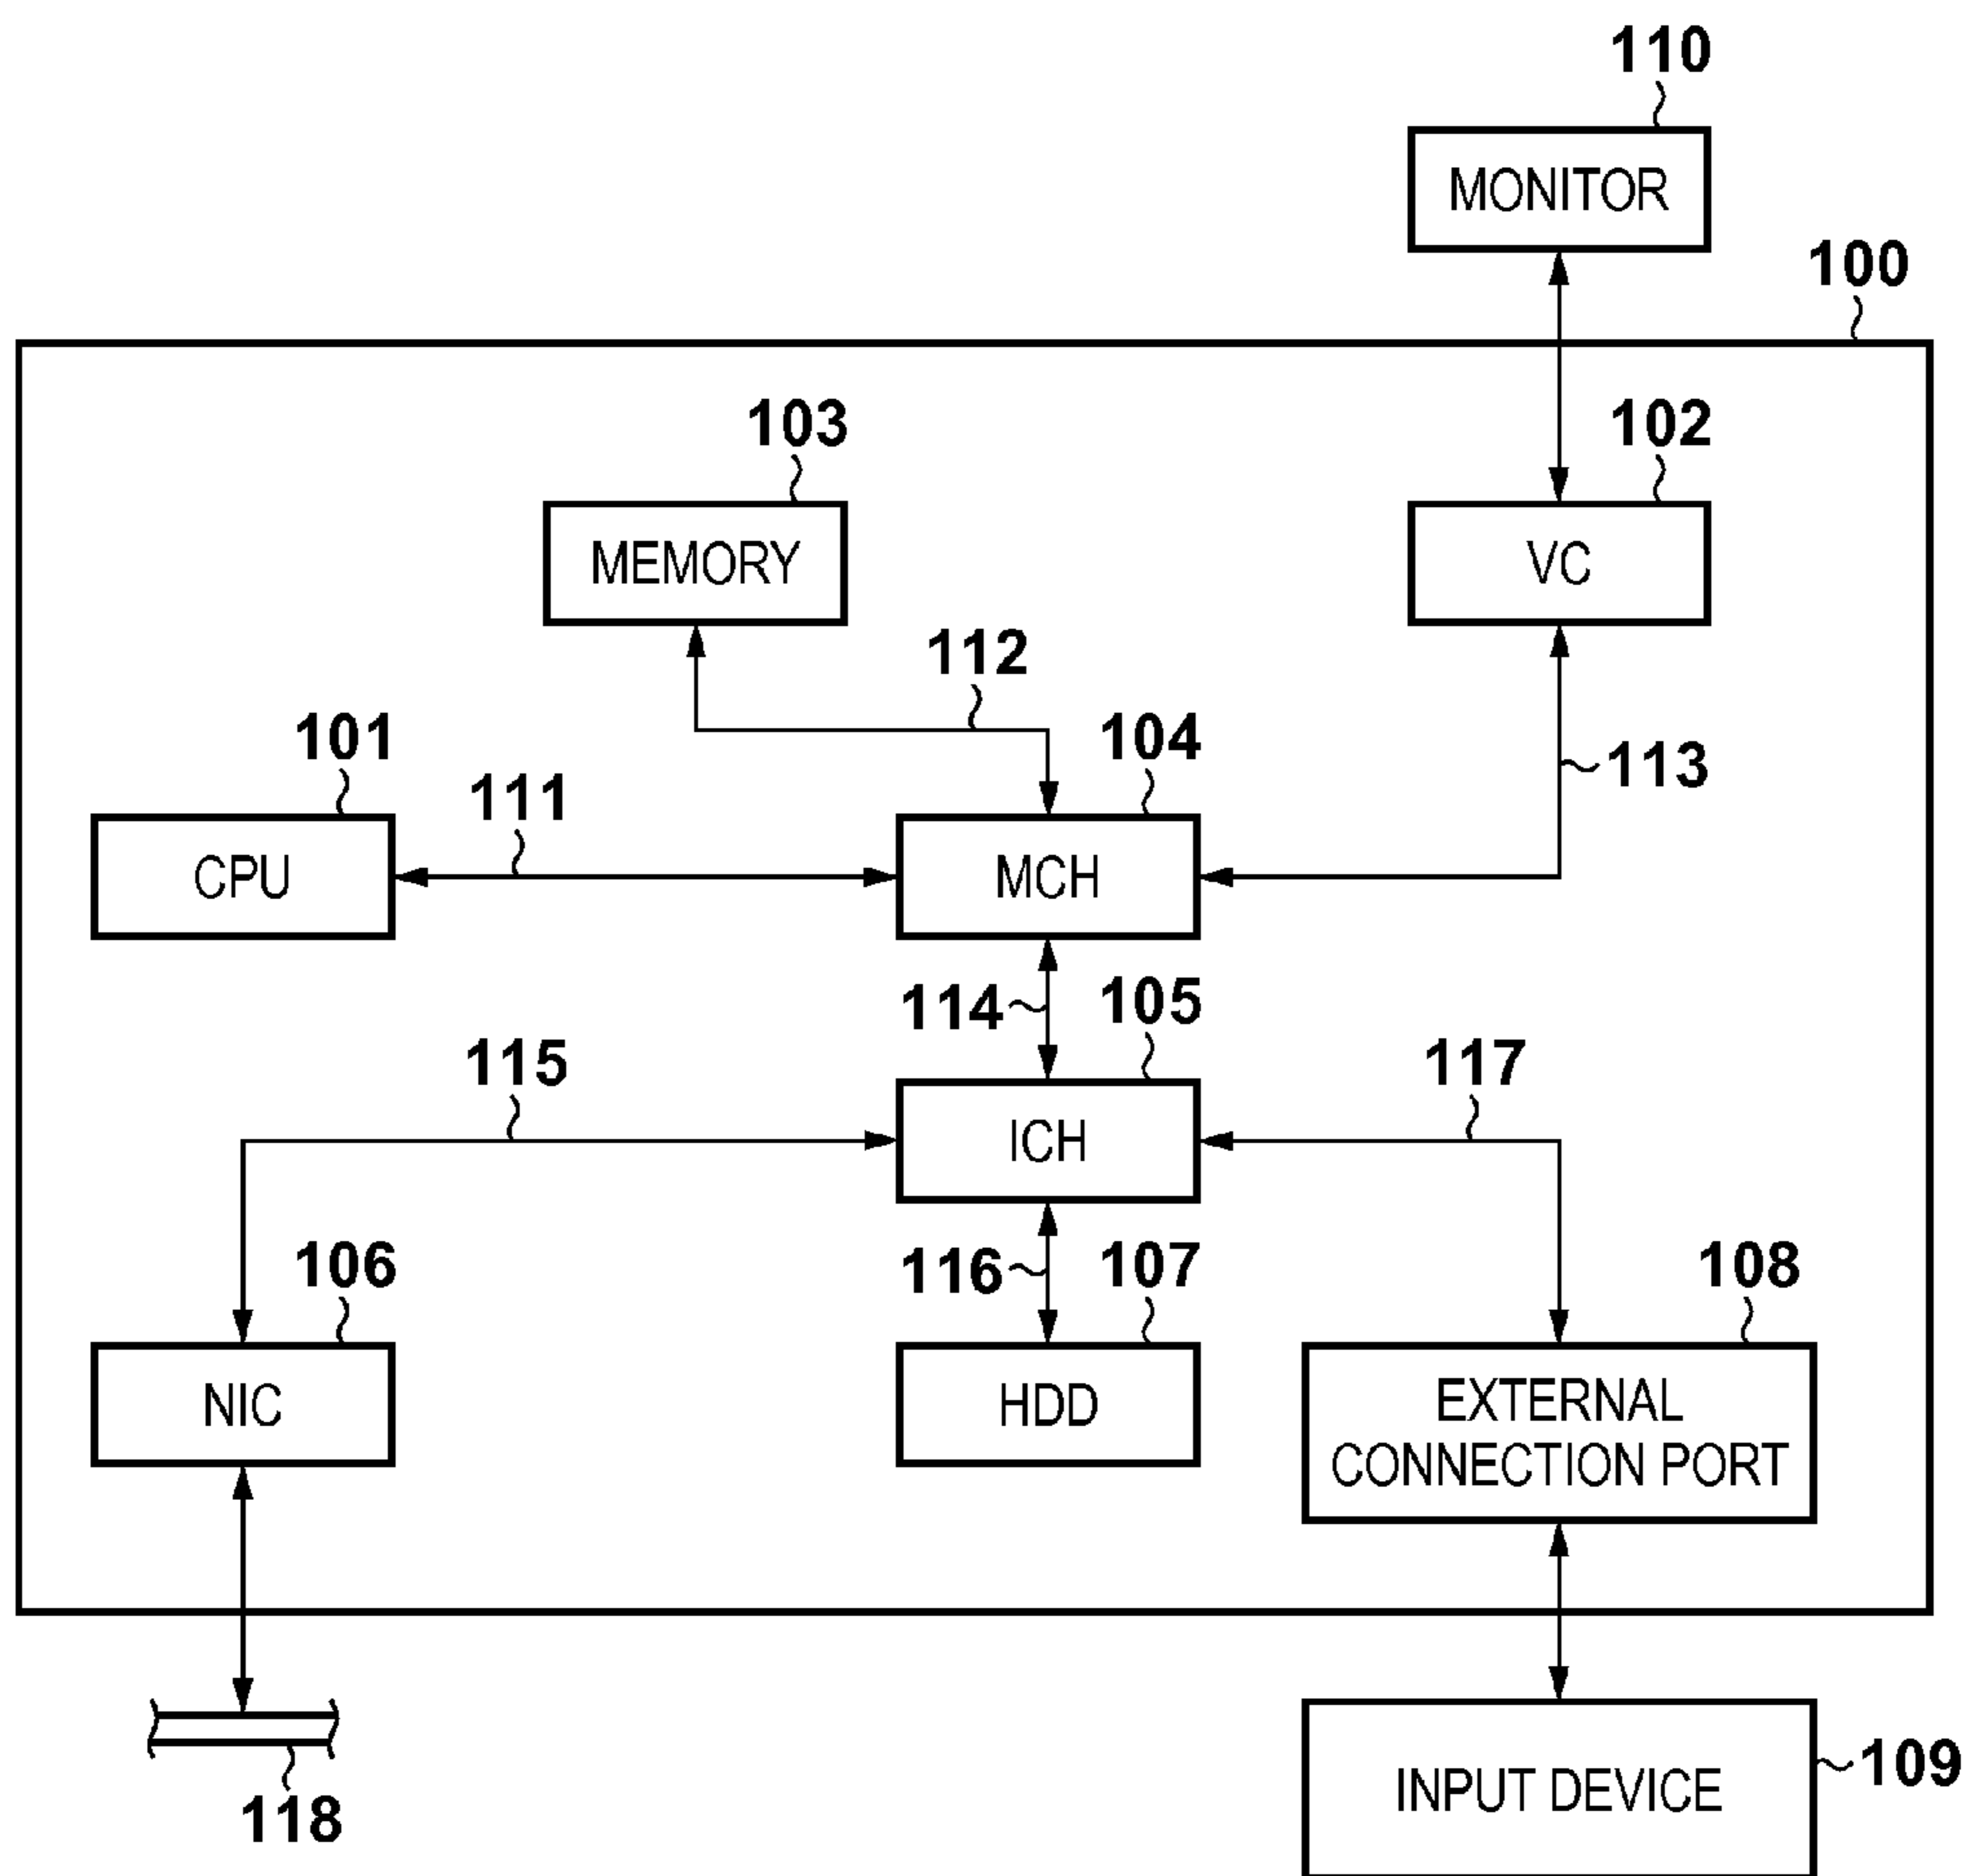 110
MONITOR
100
103
102
MEMORY
VC
112
101
111
104
113
CPU
MCH
114
105
115
117
ICH
106
116
107
108
NIC
HDD
EXTERNAL
CONNECTION PORT
118
INPUT DEVICE
109